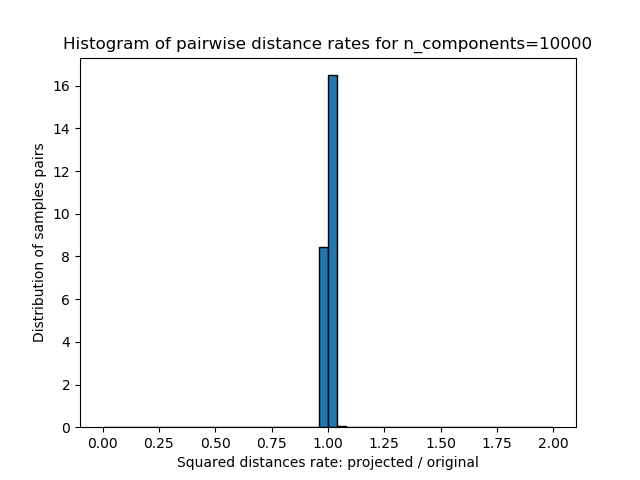 Histogram of pairwise distance rates for n_components=10000
16
14
12
10
8
6
4
2
0
Distribution of samples pairs
0.00 0.25 0.50 0.75 1.00 1.25 1.50 1.75 2.00
Squared distances rate: projected / original